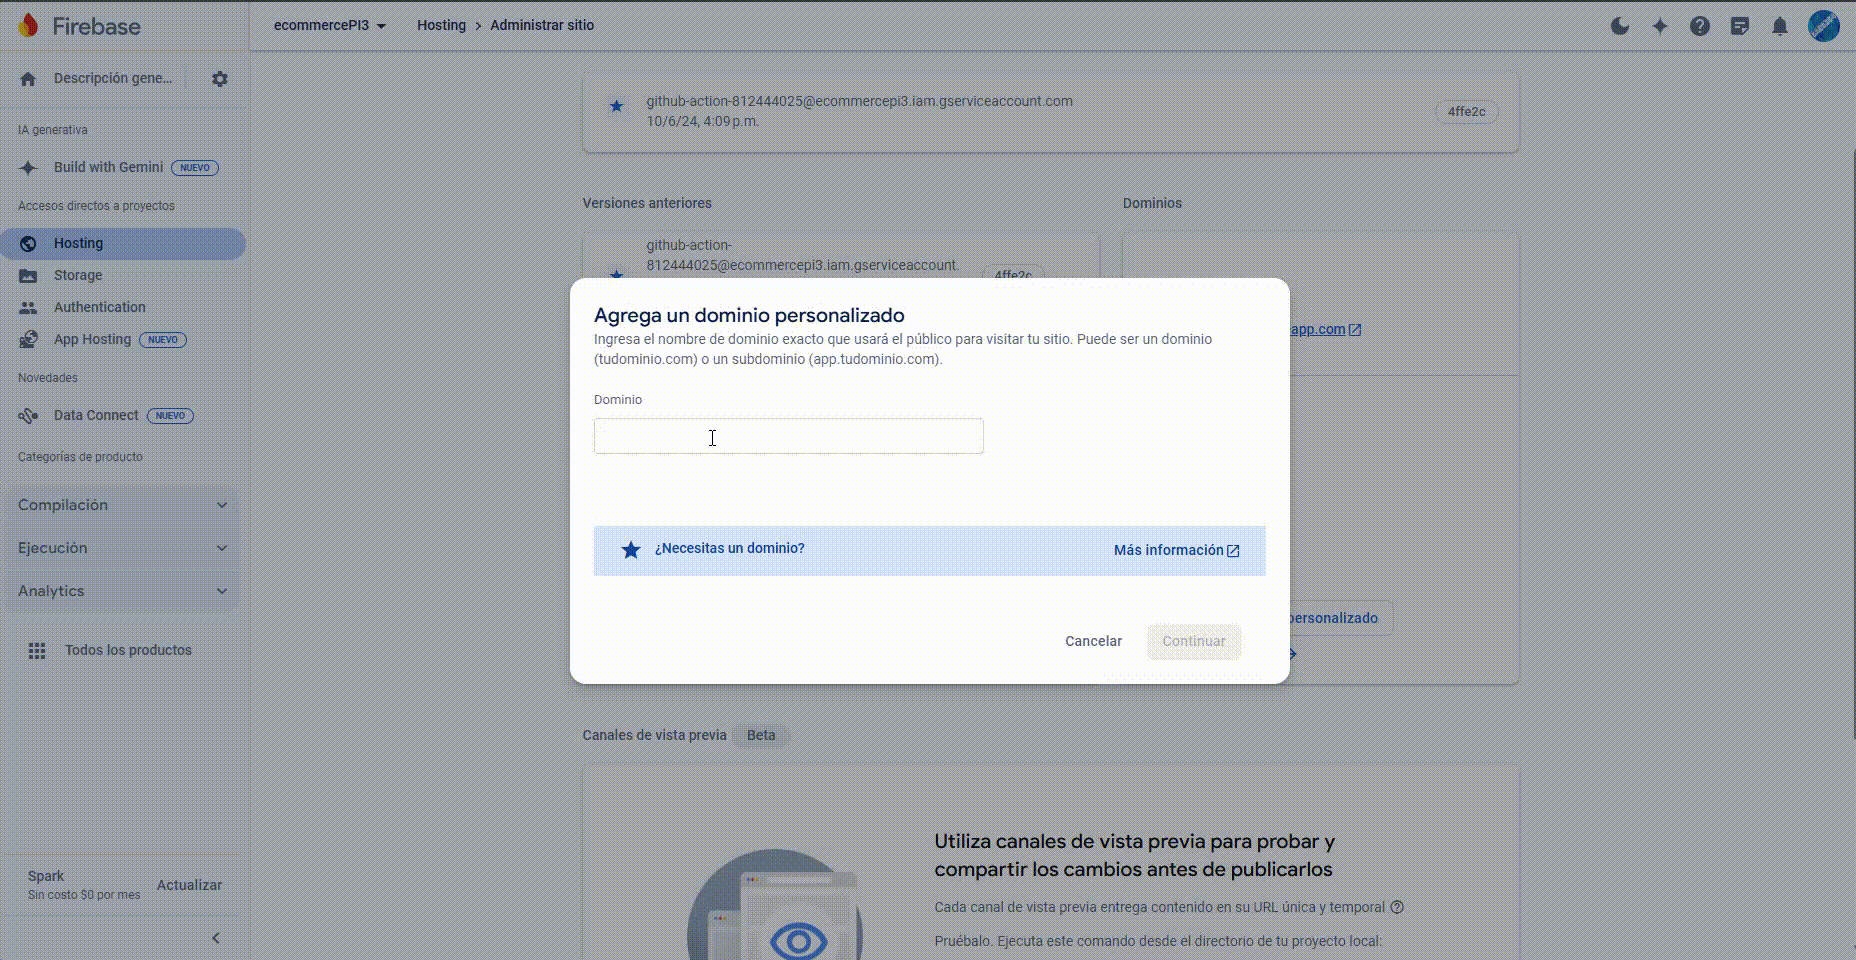 Firebase
ecommercePI3
Hosting > Administrar sitio
Descripción gene...
IA generativa
Build with Gemini NUEVO
Accesos directos a proyectos
Hosting
Storage
Authentication
App Hosting NUEVO
Novedades
Data Connect NUEVO
Categorías de producto
Compilación
Ejecución
Analytics
Todos los productos
Spark
Sin costo $0 por mes
Actualizar
github-action-812444025@ecommercepi3.iam.gserviceaccount.com
10/6/24, 4:09 p.m.
4ffe2c
Versiones anteriores
Dominios
github-action-
812444025@ecommercepi3.iam.gserviceaccount.
4ffe2c
app.com
Agrega un dominio personalizado
Ingresa el nombre de dominio exacto que usará el público para visitar tu sitio. Puede ser un dominio
(tudominio.com) o un subdominio (app.tudominio.com).
Dominio
¿Necesitas un dominio?
Más información
Cancelar
Continuar
personalizado
Canales de vista previa Beta
Utiliza canales de vista previa para probar y
compartir los cambios antes de publicarlos
Cada canal de vista previa entrega contenido en su URL única y temporal
Pruébalo. Ejecuta este comando desde el directorio de tu proyecto local: